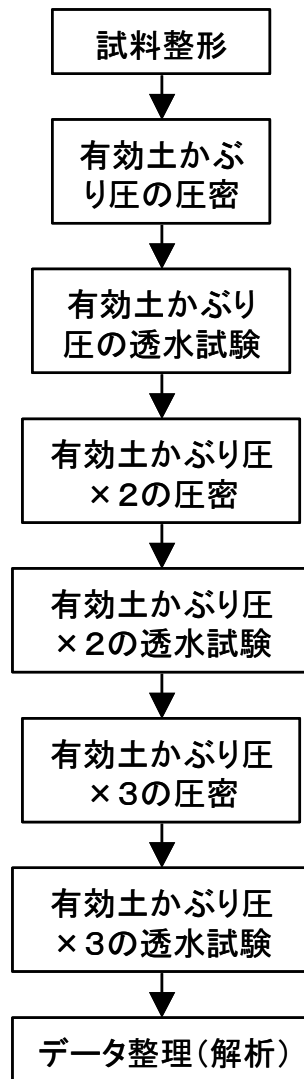 試料整形
有効土かぶ
り圧の圧密
有効土かぶり
圧の透水試験
有効土かぶり圧
×2の圧密
有効土かぶり圧
×2の透水試験
有効土かぶり圧
×3の圧密
有効土かぶり圧
×3の透水試験
データ整理(解析)